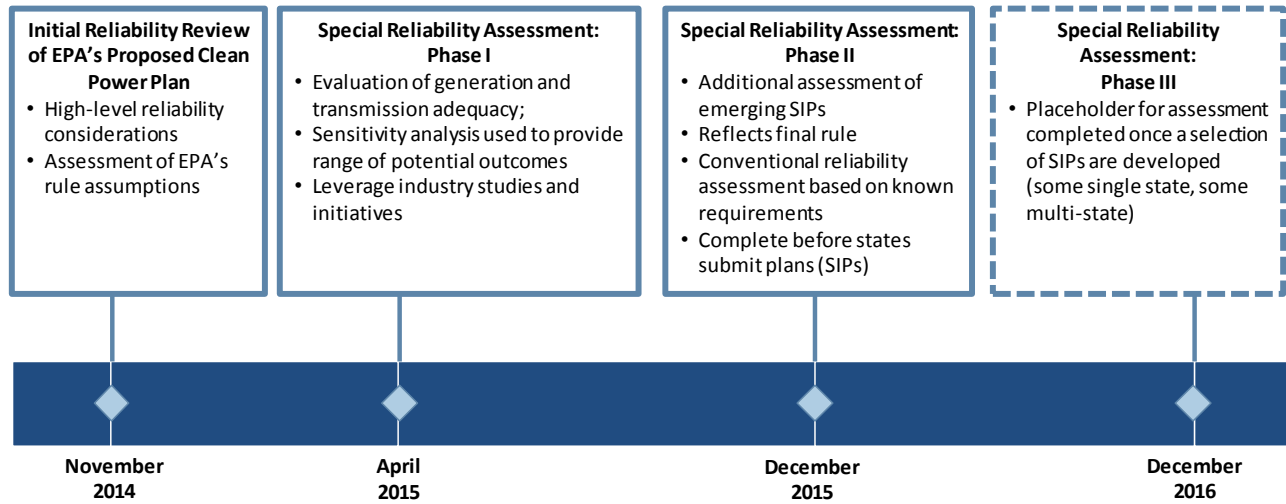 Initial Reliability Review
of EPA's Proposed Clean
Power Plan
• High-level reliability
considerations
• Assessment of EPA's
rule assumptions
Special Reliability Assessment:
Phase I
• Evaluation of generation and
transmission adequacy;
• Sensitivity analysis used to provide
range of potential outcomes
• Leverage industry studies and
initiatives
Special Reliability Assessment:
Phase II
• Additional assessment of
emerging SIPs
• Reflects final rule
• Conventional reliability
assessment based on known
requirements
• Complete before states
submit plans (SIPs)
Special Reliability
Assessment:
Phase III
• Placeholder for assessment
completed once a selection
of SIPs are developed
(some single state, some
multi-state)
November
2014
April
2015
December
2015
December
2016